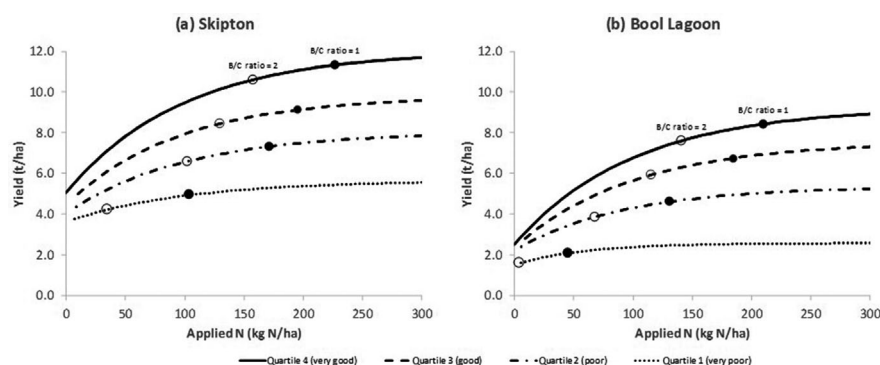 (a) Skipton
12.0
10.0
8.0
6.0
4.0
2.0
0.0
Yield (t/ha)
B/C ratio = 2
B/C ratio = 1
0 50 100 150 200 250 300
Applied N (kg N/ha)
(b) Bool Lagoon
12.0
10.0
8.0
6.0
4.0
2.0
0.0
Yield (t/ha)
B/C ratio = 2
B/C ratio = 1
0 50 100 150 200 250 300
Applied N (kg N/ha)
Quartile 4 (very good) Quartile 3 (good) Quartile 2 (poor) Quartile 1 (very poor)